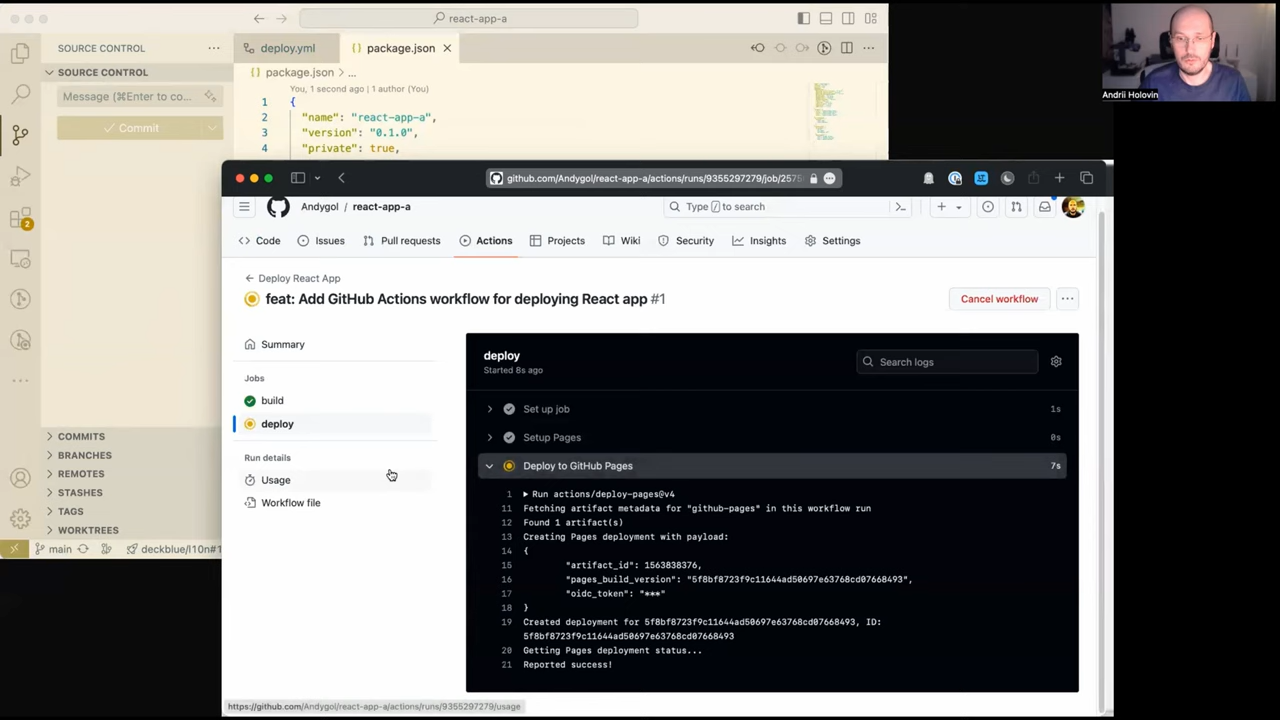 react-app-a
SOURCE CONTROL
deploy.yml
package.json
SOURCE CONTROL
package.json > ...
Message (⌘Enter to co...
You, 1 second ago | 1 author (You)
Commit
1 {
2 "name": "react-app-a",
3 "version": "0.1.0",
4 "private": true,
Andrii Holovin
github.com/Andygol/react-app-a/actions/runs/9355297279/job/2575
Andygol / react-app-a
Type / to search
Code
Issues
Pull requests
Actions
Projects
Wiki
Security
Insights
Settings
← Deploy React App
feat: Add GitHub Actions workflow for deploying React app #1
Cancel workflow
Summary
Jobs
build
deploy
Run details
Usage
Workflow file
deploy
Started 8s ago
Search logs
Set up job 1s
Setup Pages 0s
Deploy to GitHub Pages 7s
1 ▶ Run actions/deploy-pages@v4
11 Fetching artifact metadata for "github-pages" in this workflow run
12 Found 1 artifact(s)
13 Creating Pages deployment with payload:
14 {
15 "artifact_id": 1563838376,
16 "pages_build_version": "5f8bf8723f9c11644ad50697e63768cd07668493",
17 "oidc_token": "***"
18 }
19 Created deployment for 5f8bf8723f9c11644ad50697e63768cd07668493, ID:
5f8bf8723f9c11644ad50697e63768cd07668493
20 Getting Pages deployment status...
21 Reported success!
COMMITS
BRANCHES
REMOTES
STASHES
TAGS
WORKTREES
2
main
deckblue/l10n#1
https://github.com/Andygol/react-app-a/actions/runs/9355297279/usage